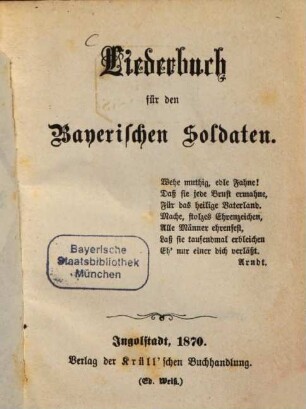 Liederbuch
für den
Bayerischen Soldaten.
Wehe muthig, edle Fahne!
Daß sie jede Brust ermahne,
Für das heilige Vaterland.
Mache, stolzes Ehrenzeichen,
Alle Männer ehrenfest,
Laß sie tausendmal erbleichen
Eh' nur einer dich verläßt.
Arndt.
Bayerische
Staatsbibliothek
München
Ingolstadt, 1870.
Verlag der Krüll'schen Buchhandlung.
(Ed. Weiß.)